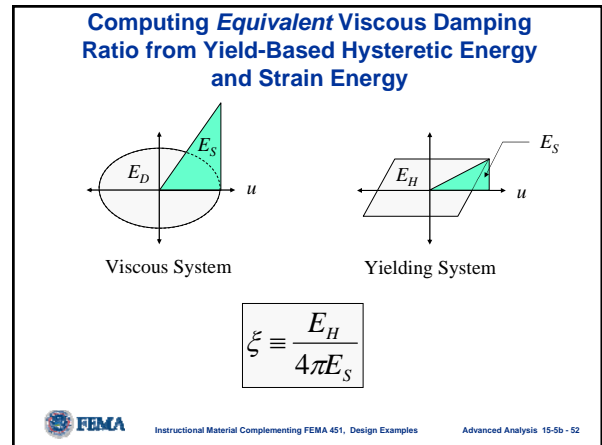 Computing Equivalent Viscous Damping
Ratio from Yield-Based Hysteretic Energy
and Strain Energy
E_S
E_D
u
Viscous System
E_S
E_H
u
Yielding System
ξ ≡ E_H / 4πE_S
FEMA
Instructional Material Complementing FEMA 451, Design Examples
Advanced Analysis 15-5b - 52